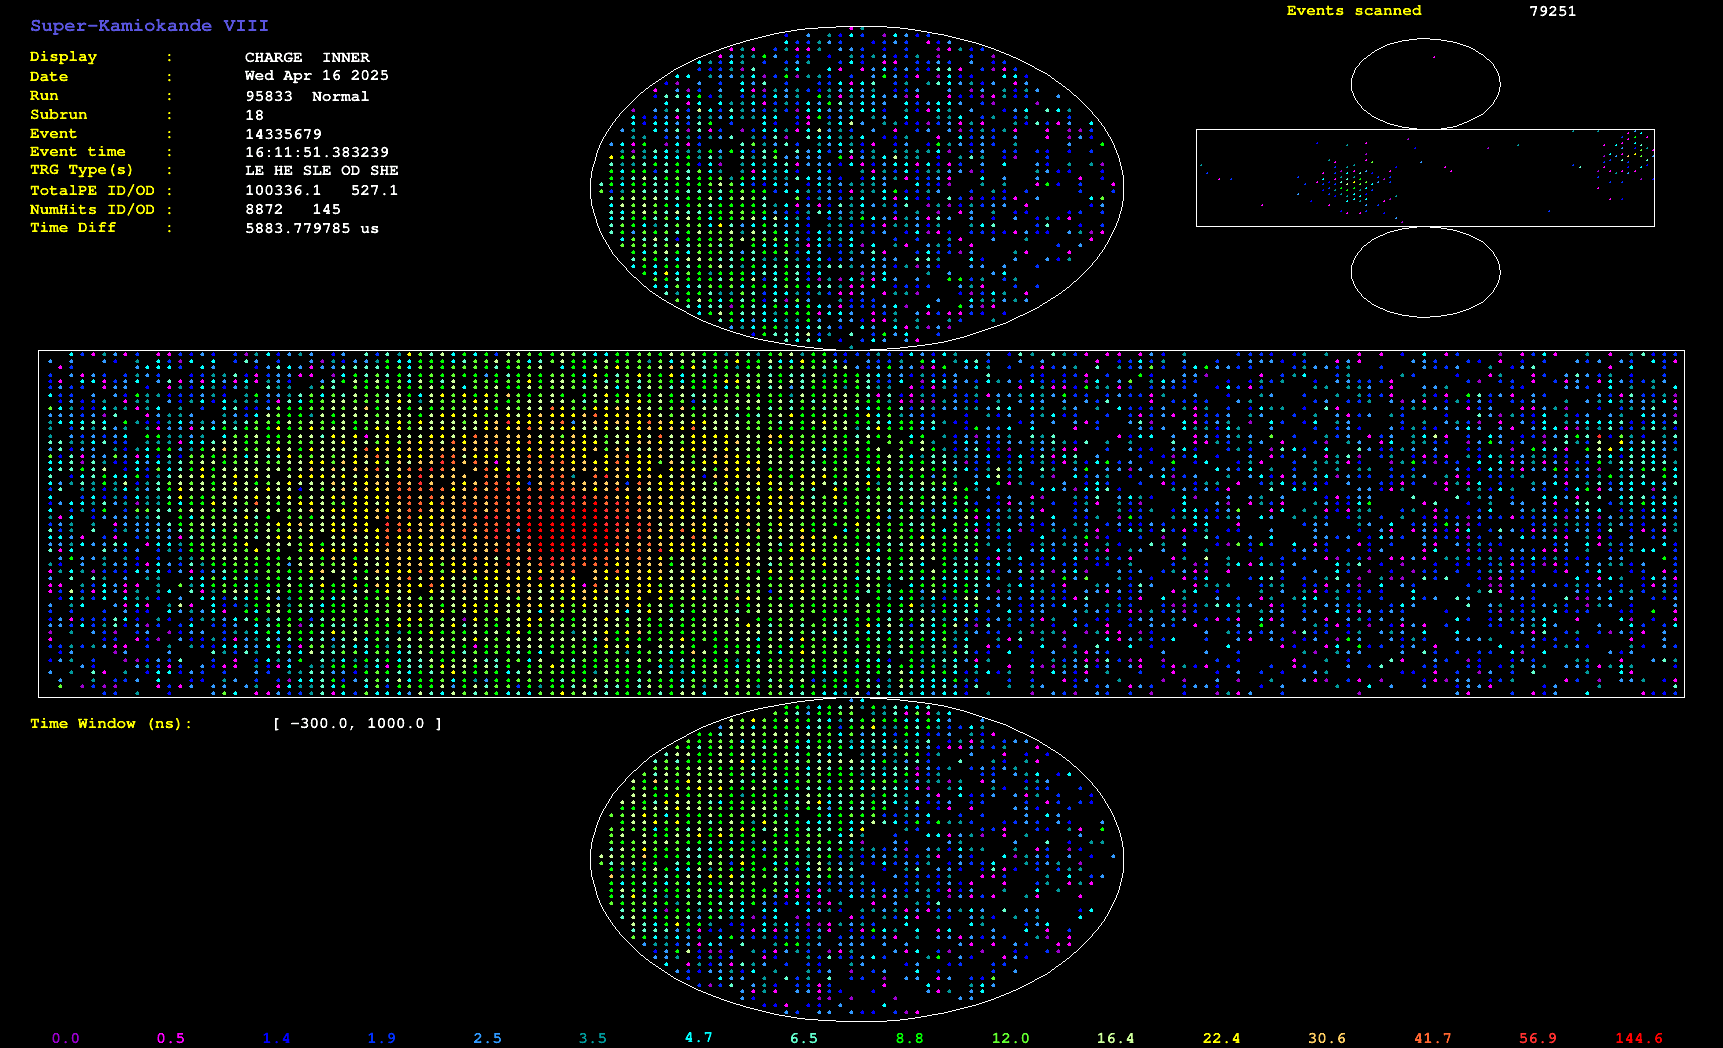 Super-Kamiokande VIII
Events scanned 79251
Display : CHARGE INNER
Date : Wed Apr 16 2025
Run : 95833 Normal
Subrun : 18
Event : 14335679
Event time : 16:11:51.383239
TRG Type(s) : LE HE SLE OD SHE
TotalPE ID/OD : 100336.1 527.1
NumHits ID/OD : 8872 145
Time Diff : 5883.779785 us
Time Window (ns): [ -300.0, 1000.0 ]
0.0 0.5 1.4 1.9 2.5 3.5 4.7 6.5 8.8 12.0 16.4 22.4 30.6 41.7 56.9 144.6